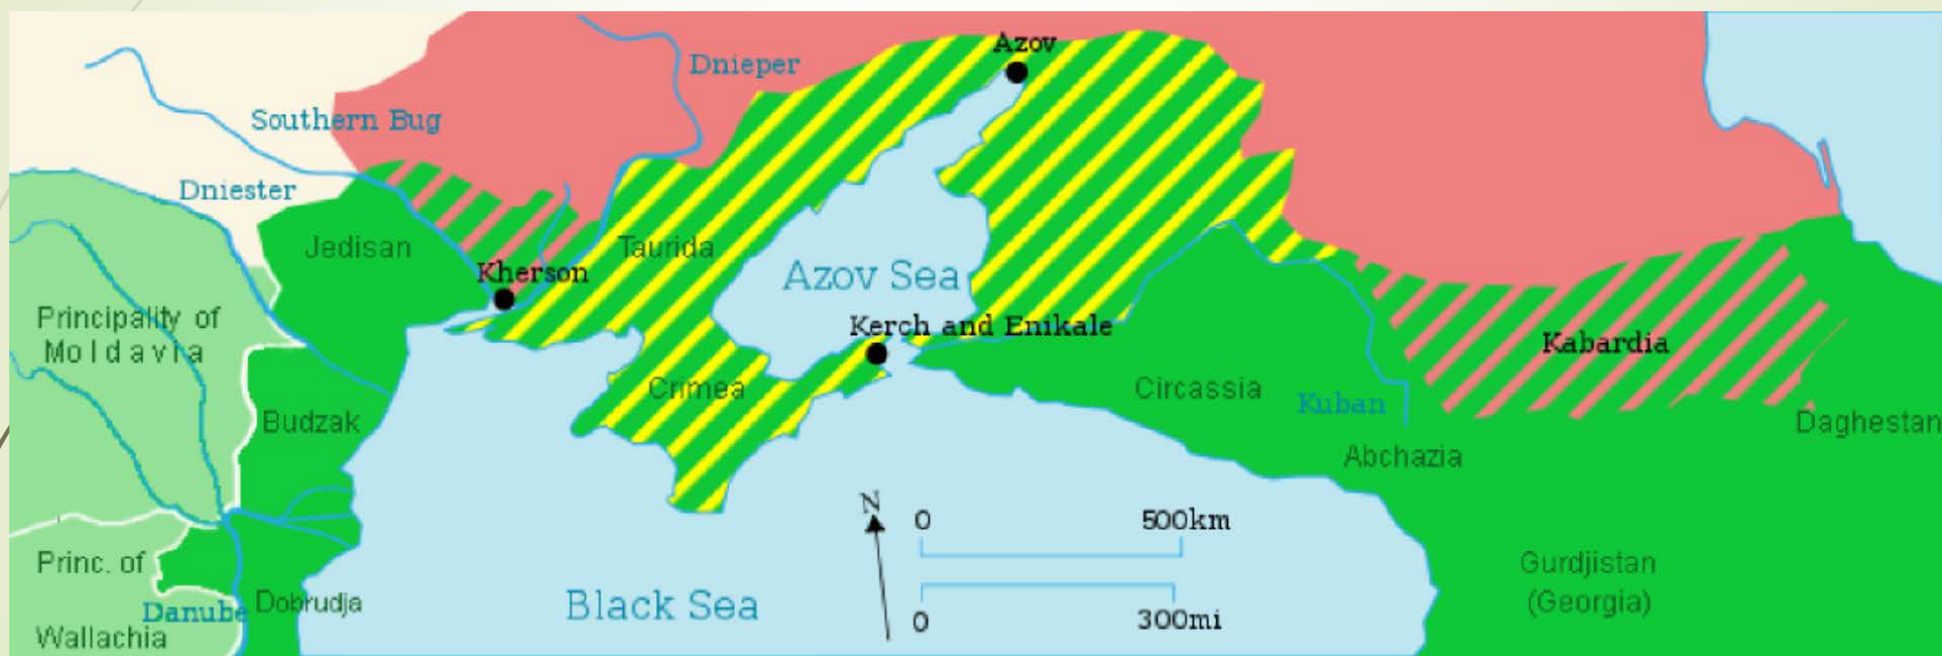 Azov
Dnieper
Southern Bug
Dniester
Jedisan
Taurida
Kherson
Azov Sea
Principality of
Moldavia
Kerch and Enikale
Kabardia
Crimea
Circassia
Kuban
Budzak
Daghestan
Abchazia
N
0 500km
Princ. of
Wallachia
Danube
Dobrudja
Black Sea
0 300mi
Gurdjistan
(Georgia)